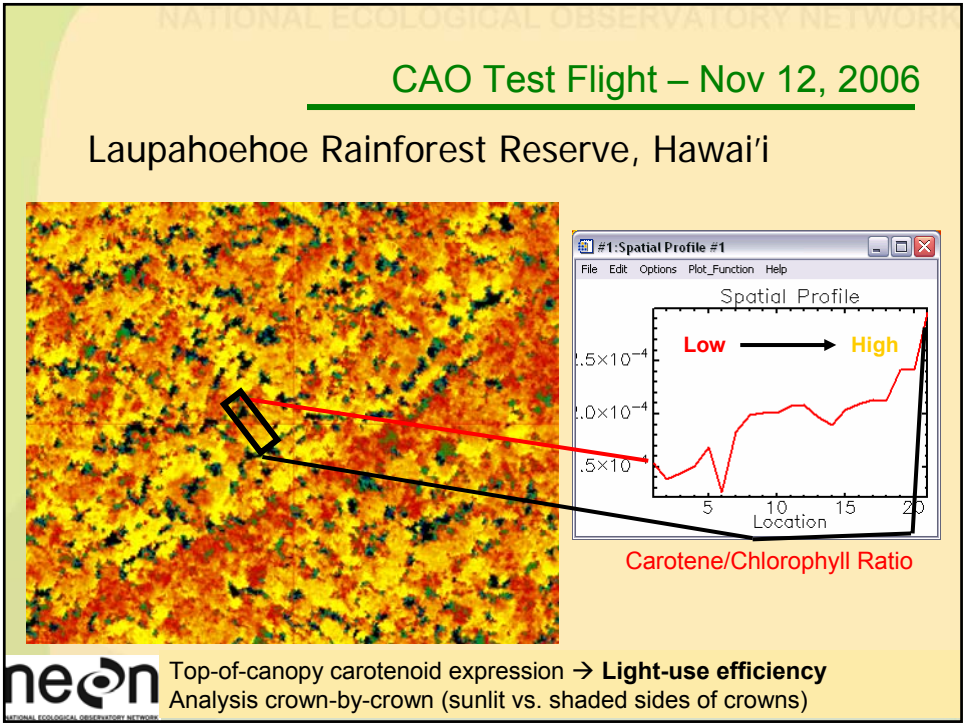 NATIONAL ECOLOGICAL OBSERVATORY NETWORK
CAO Test Flight – Nov 12, 2006
Laupahoehoe Rainforest Reserve, Hawai'i
#1:Spatial Profile #1
File Edit Options Plot_Function Help
Spatial Profile
Low High
.5×10⁻⁴
.0×10⁻⁴
.5×10⁻⁴
5 10 15 20
Location
Carotene/Chlorophyll Ratio
neon
NATIONAL ECOLOGICAL OBSERVATORY NETWORK
Top-of-canopy carotenoid expression → Light-use efficiency
Analysis crown-by-crown (sunlit vs. shaded sides of crowns)